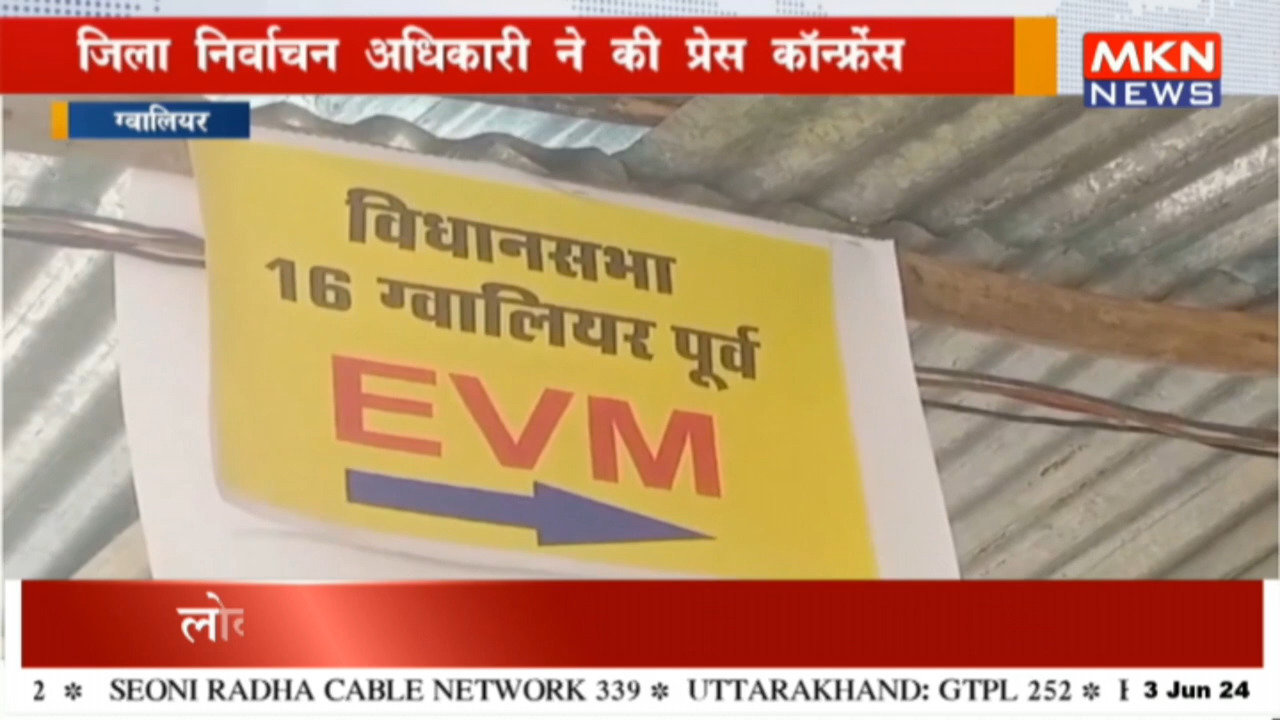 जिला निर्वाचन अधिकारी ने की प्रेस कॉन्फ्रेंस
MKN
NEWS
ग्वालियर
विधानसभा
16 ग्वालियर पूर्व
EVM
2 ✻ SEONI RADHA CABLE NETWORK 339 ✻ UTTARAKHAND: GTPL 252 ✻
3 Jun 24